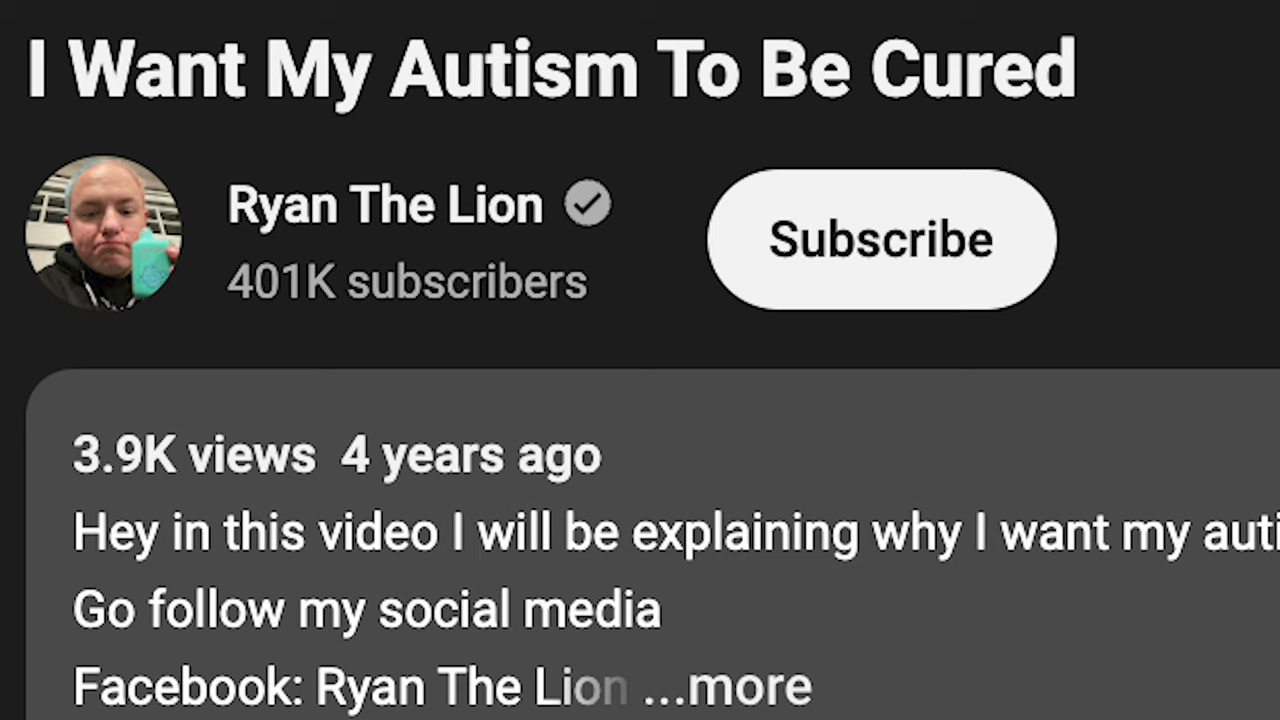 I Want My Autism To Be Cured
Ryan The Lion
401K subscribers
Subscribe
3.9K views 4 years ago
Hey in this video I will be explaining why I want my auti
Go follow my social media
Facebook: Ryan The Lion ...more